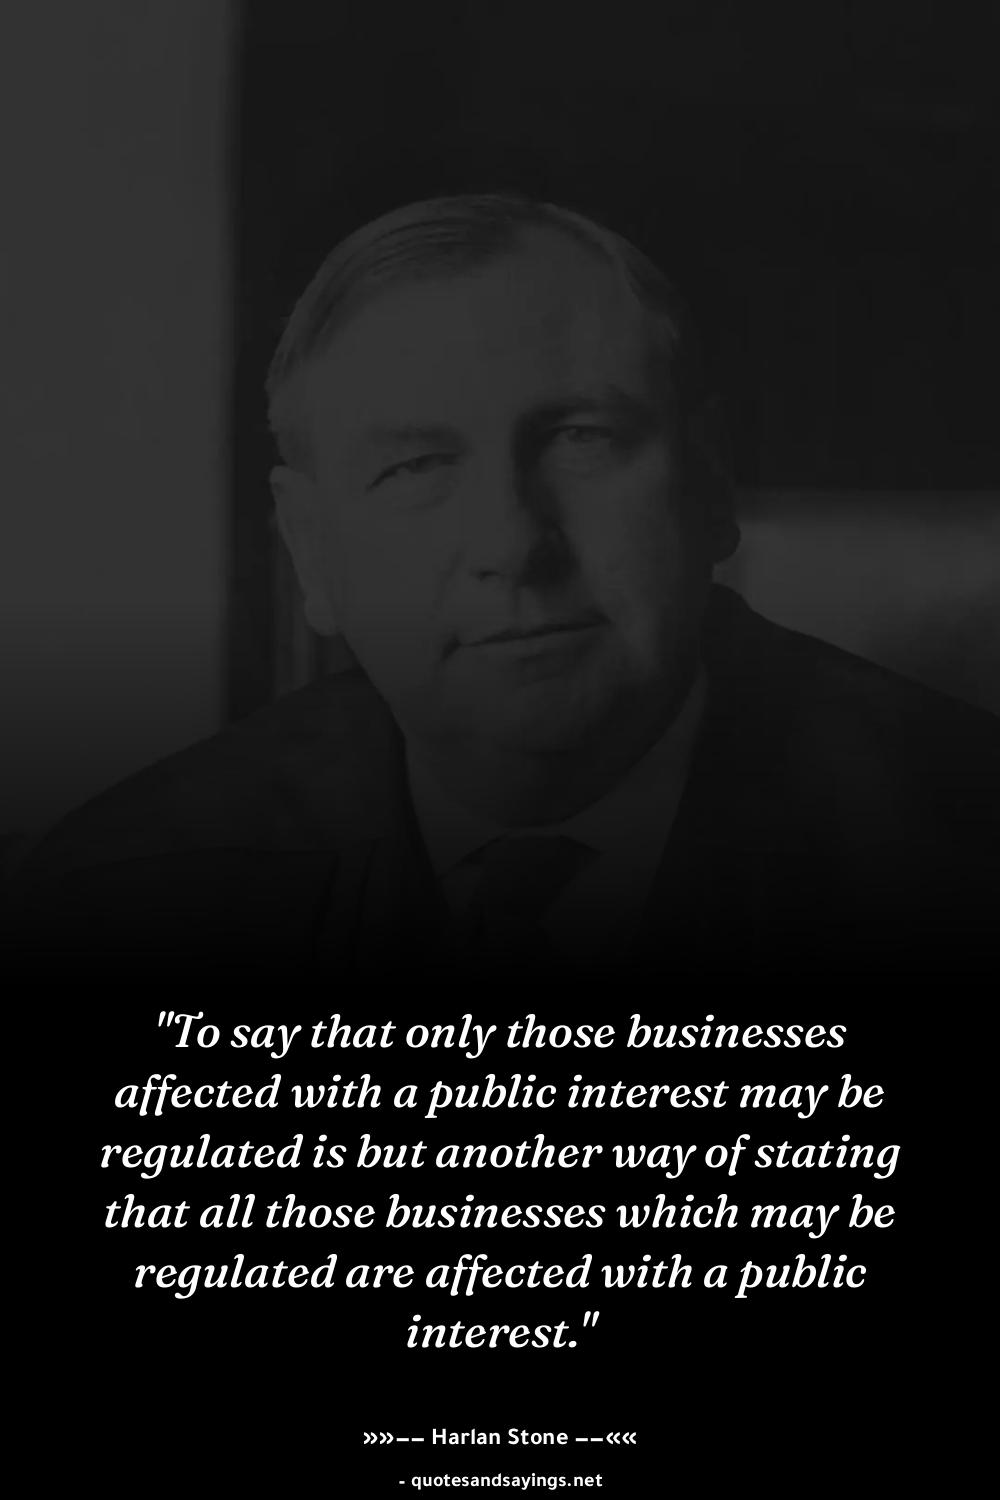 "To say that only those businesses
affected with a public interest may be
regulated is but another way of stating
that all those businesses which may be
regulated are affected with a public
interest."
»»−− Harlan Stone −−««
- quotesandsayings.net